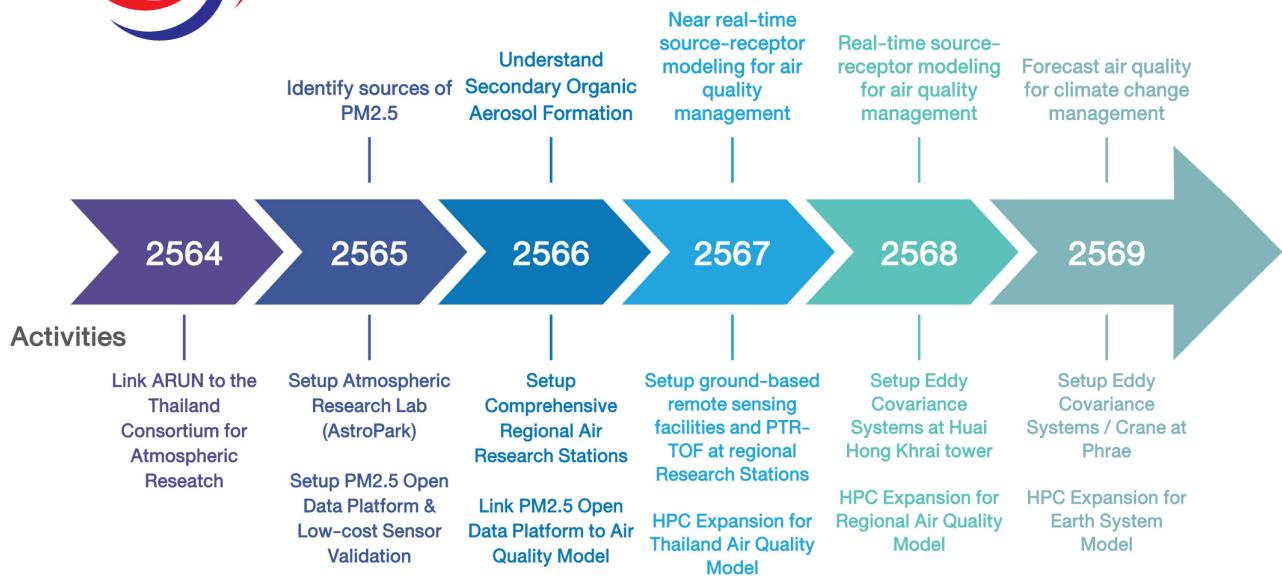 Identify sources of
PM2.5
Understand
Secondary Organic
Aerosol Formation
Near real-time
source-receptor
modeling for air
quality
management
Real-time source-
receptor modeling
for air quality
management
Forecast air quality
for climate change
management
2564
2565
2566
2567
2568
2569
Activities
Link ARUN to the
Thailand
Consortium for
Atmospheric
Reseatch
Setup Atmospheric
Research Lab
(AstroPark)
Setup PM2.5 Open
Data Platform &
Low-cost Sensor
Validation
Setup
Comprehensive
Regional Air
Research Stations
Link PM2.5 Open
Data Platform to Air
Quality Model
Setup ground-based
remote sensing
facilities and PTR-
TOF at regional
Research Stations
HPC Expansion for
Thailand Air Quality
Model
Setup Eddy
Covariance
Systems at Huai
Hong Khrai tower
HPC Expansion for
Regional Air Quality
Model
Setup Eddy
Covariance
Systems / Crane at
Phrae
HPC Expansion for
Earth System
Model